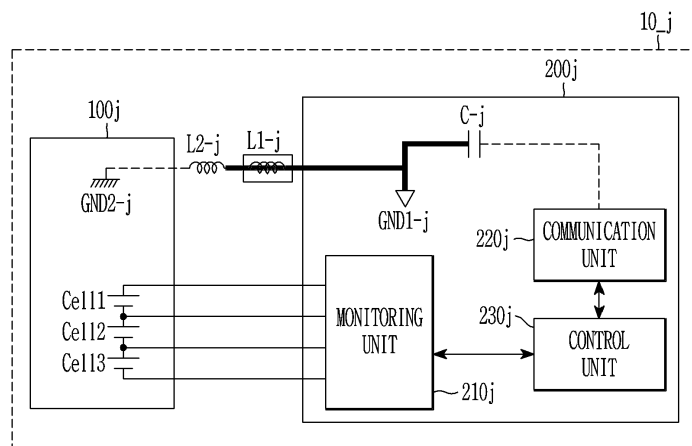 10_j
200j
100j
C-j
L2-j
L1-j
GND2-j
GND1-j
220j
COMMUNICATION
UNIT
Cell1
Cell2
Cell3
MONITORING
UNIT
230j
CONTROL
UNIT
210j